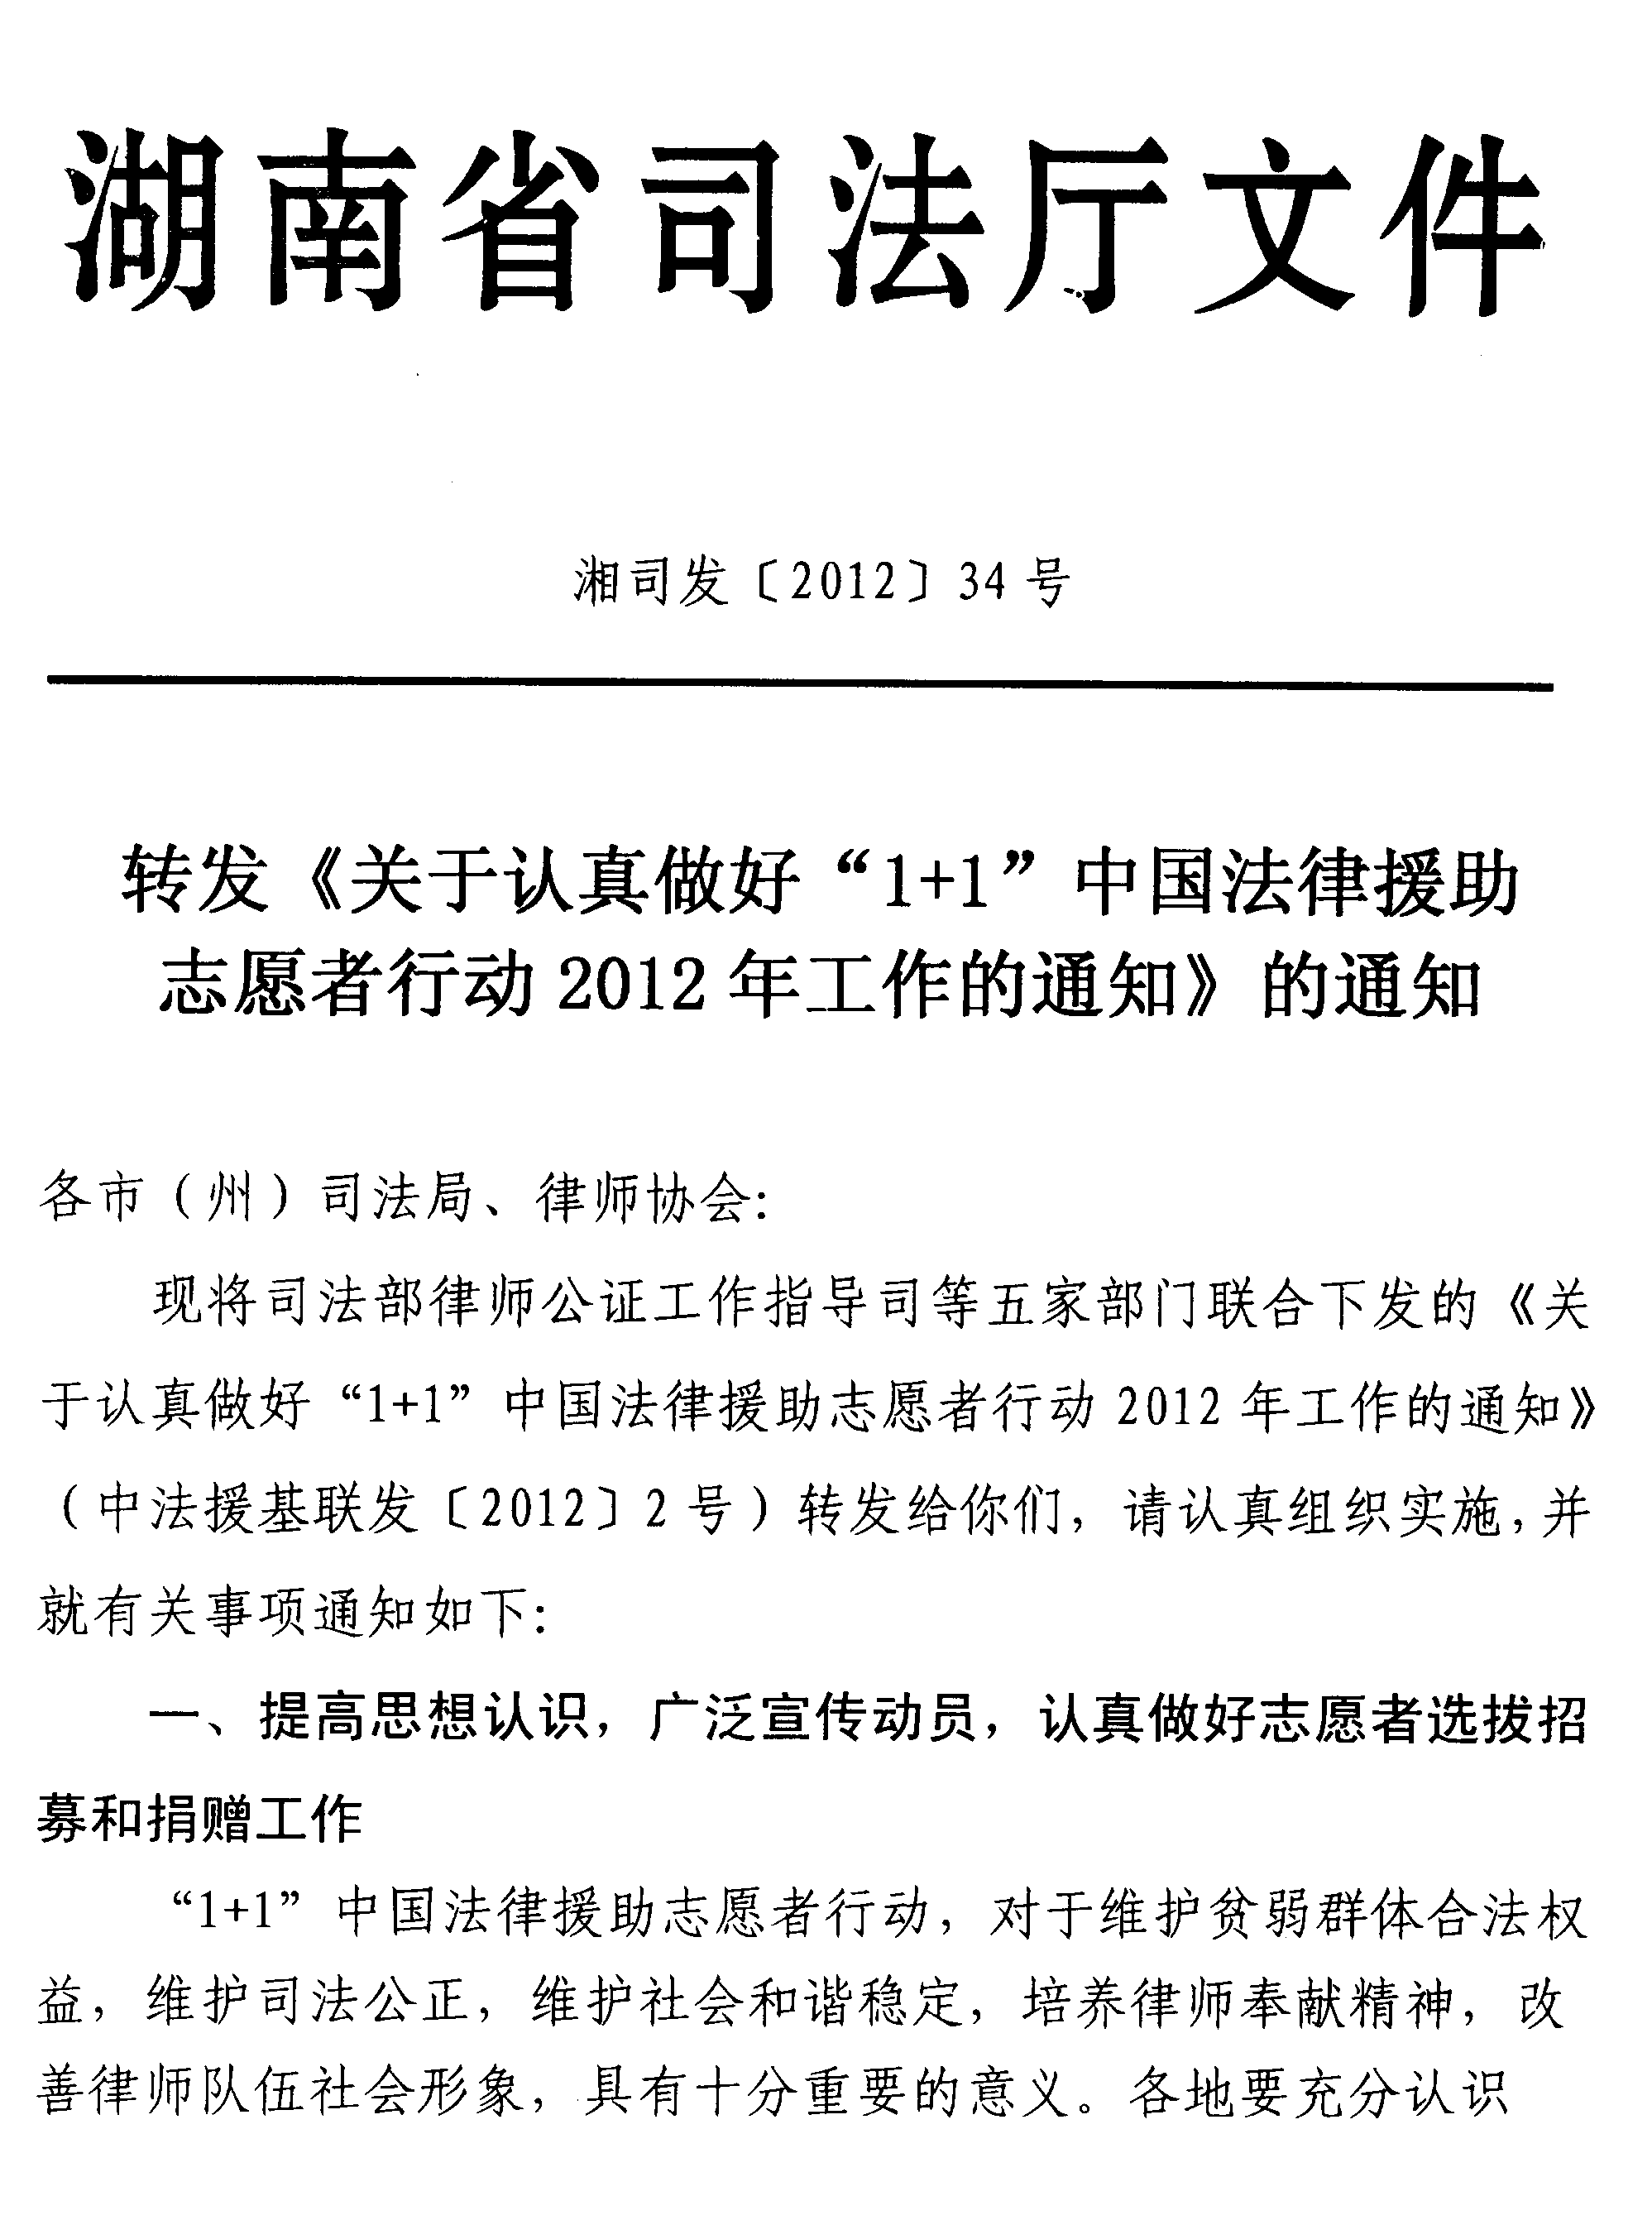 湖南省司法厅文件
湘司发〔2012〕34 号
转发《关于认真做好“1+1”中国法律援助
志愿者行动 2012 年工作的通知》的通知
各市（州）司法局、律师协会:
现将司法部律师公证工作指导司等五家部门联合下发的《关
于认真做好“1+1”中国法律援助志愿者行动 2012 年工作的通知》
（中法援基联发〔2012〕2 号）转发给你们，请认真组织实施，并
就有关事项通知如下:
一、提高思想认识，广泛宣传动员，认真做好志愿者选拔招
募和捐赠工作
“1+1”中国法律援助志愿者行动，对于维护贫弱群体合法权
益，维护司法公正，维护社会和谐稳定，培养律师奉献精神，改
善律师队伍社会形象，具有十分重要的意义。各地要充分认识